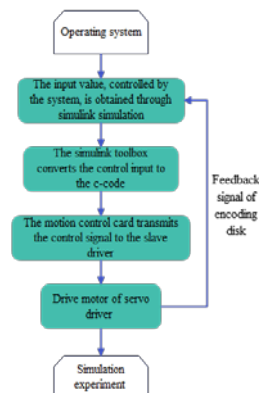 Operating system
The input value, controlled by
the system, is obtained through
simulink simulation
The simulink toolbox
converts the control input to
the c-code
Feedback
signal of
encoding
disk
The motion control card transmits
the control signal to the slave
driver
Drive motor of servo
driver
Simulation
experiment